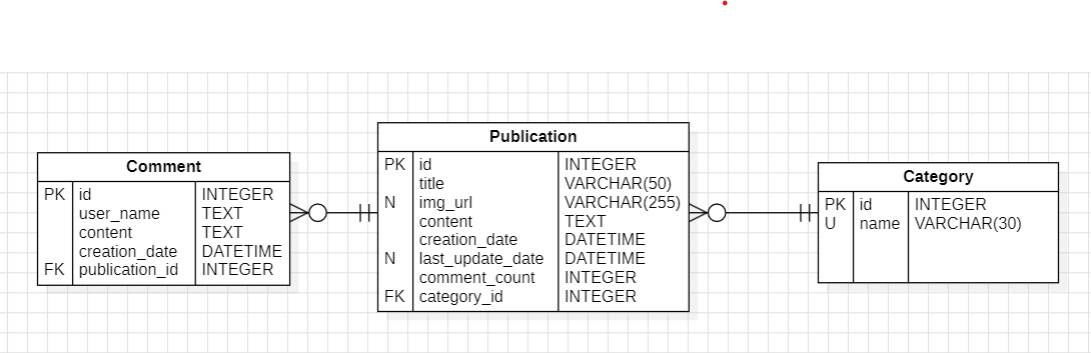 Comment
PK id INTEGER
user_name TEXT
content TEXT
creation_date DATETIME
FK publication_id INTEGER
Publication
PK id INTEGER
title VARCHAR(50)
N img_url VARCHAR(255)
content TEXT
creation_date DATETIME
N last_update_date DATETIME
comment_count INTEGER
FK category_id INTEGER
Category
PK id INTEGER
U name VARCHAR(30)